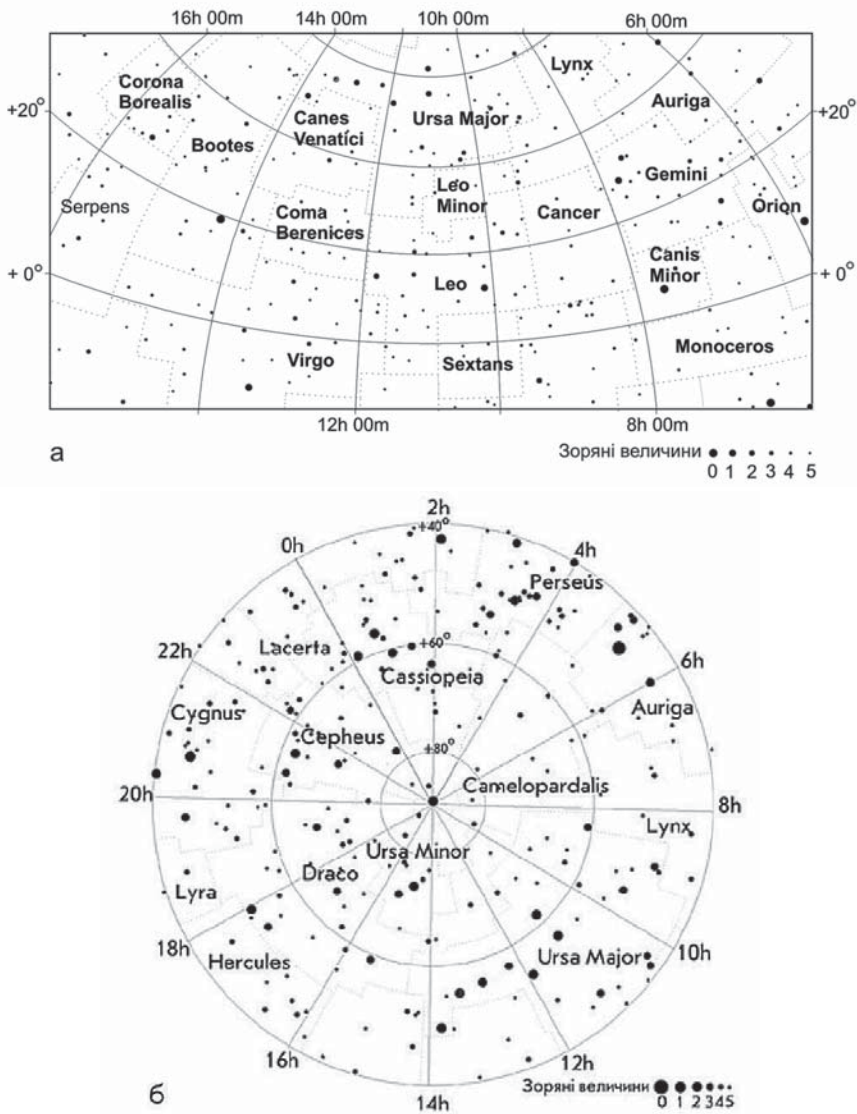 16h 00m 14h 00m 10h 00m 6h 00m
Lynx
Corona
Borealis
Auriga
+20° +20°
Canes
Venatici
Ursa Major
Bootes
Gemini
Leo
Minor
Serpens
Coma
Berenices
Cancer
Orion
Canis
Minor
+ 0° + 0°
Leo
Virgo
Sextans
Monoceros
12h 00m 8h 00m
а
Зоряні величини
0 1 2 3 4 5
2h
+40°
0h
4h
Perseus
Lacerta
+60°
22h
Cassiopeia
6h
Cygnus
Auriga
Cepheus
+80°
Camelopardalis
20h
8h
Lynx
Ursa Minor
Draco
Lyra
18h
Ursa Major
10h
Hercules
16h
12h
14h
б
Зоряні величини
0 1 2 3 4 5